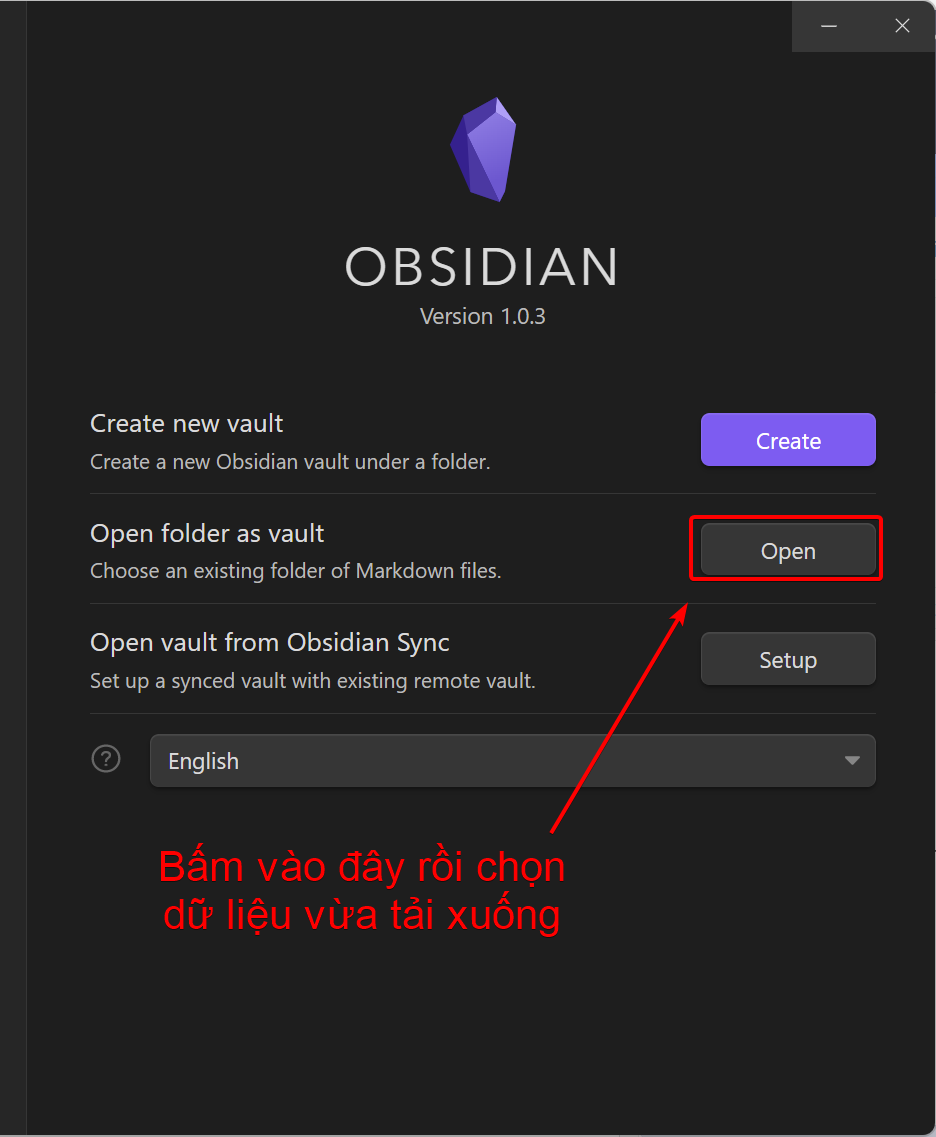 OBSIDIAN
Version 1.0.3
Create new vault
Create a new Obsidian vault under a folder.
Create
Open folder as vault
Choose an existing folder of Markdown files.
Open
Open vault from Obsidian Sync
Set up a synced vault with existing remote vault.
Setup
?
English
Bấm vào đây rồi chọn
dữ liệu vừa tải xuống